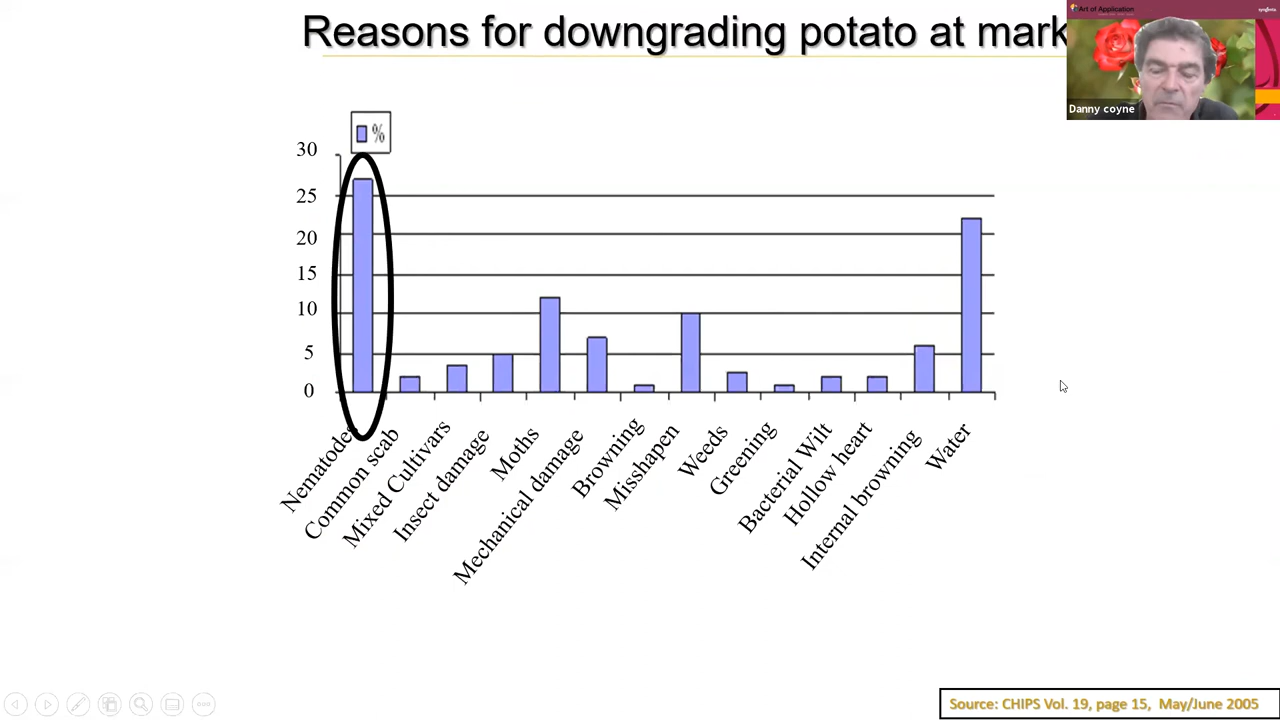 Reasons for downgrading potato at mark
Art of Application
syngenta
Danny coyne
%
30
25
20
15
10
5
0
Nematodes
Common scab
Mixed Cultivars
Insect damage
Moths
Mechanical damage
Browning
Misshapen
Weeds
Greening
Bacterial Wilt
Hollow heart
Internal browning
Water
Source: CHIPS Vol. 19, page 15, May/June 2005